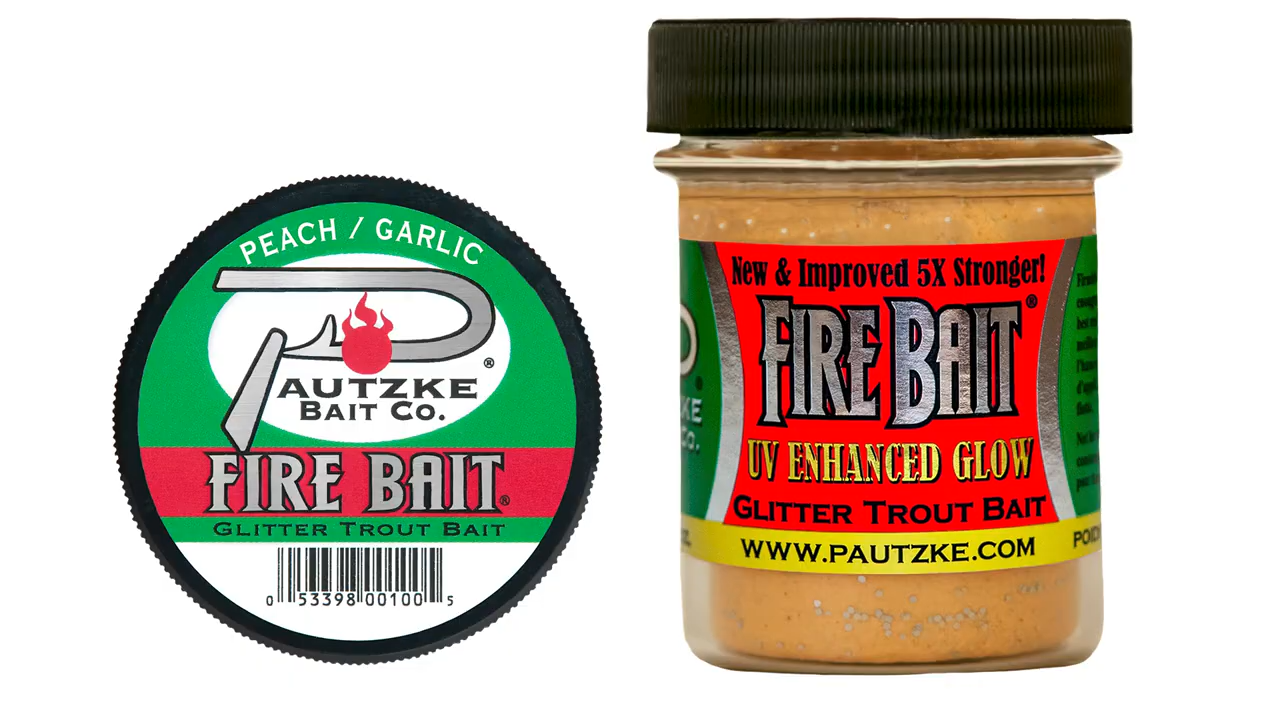 PEACH / GARLIC
PAUTZKE
BAIT CO.
®
FIRE BAIT®
GLITTER TROUT BAIT
0 53398 00100 5
New & Improved 5X Stronger!
FIRE BAIT®
UV ENHANCED GLOW
GLITTER TROUT BAIT
WWW.PAUTZKE.COM